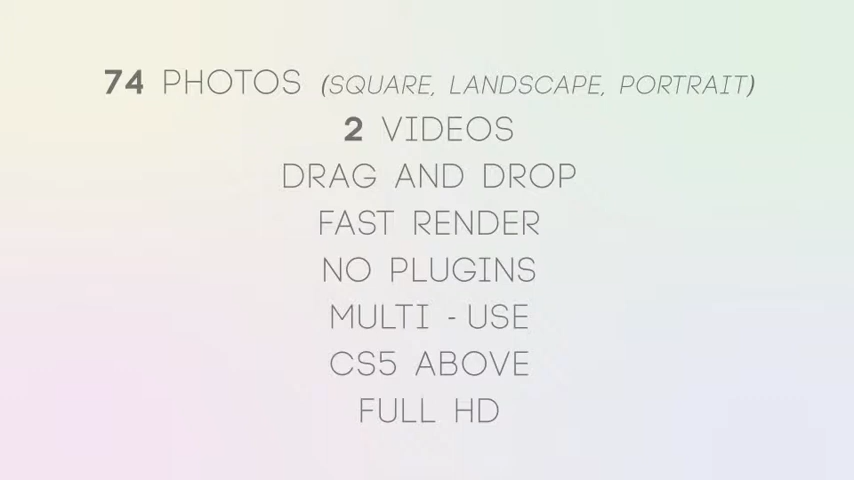 74 PHOTOS (SQUARE, LANDSCAPE, PORTRAIT)
2 VIDEOS
DRAG AND DROP
FAST RENDER
NO PLUGINS
MULTI - USE
CS5 ABOVE
FULL HD